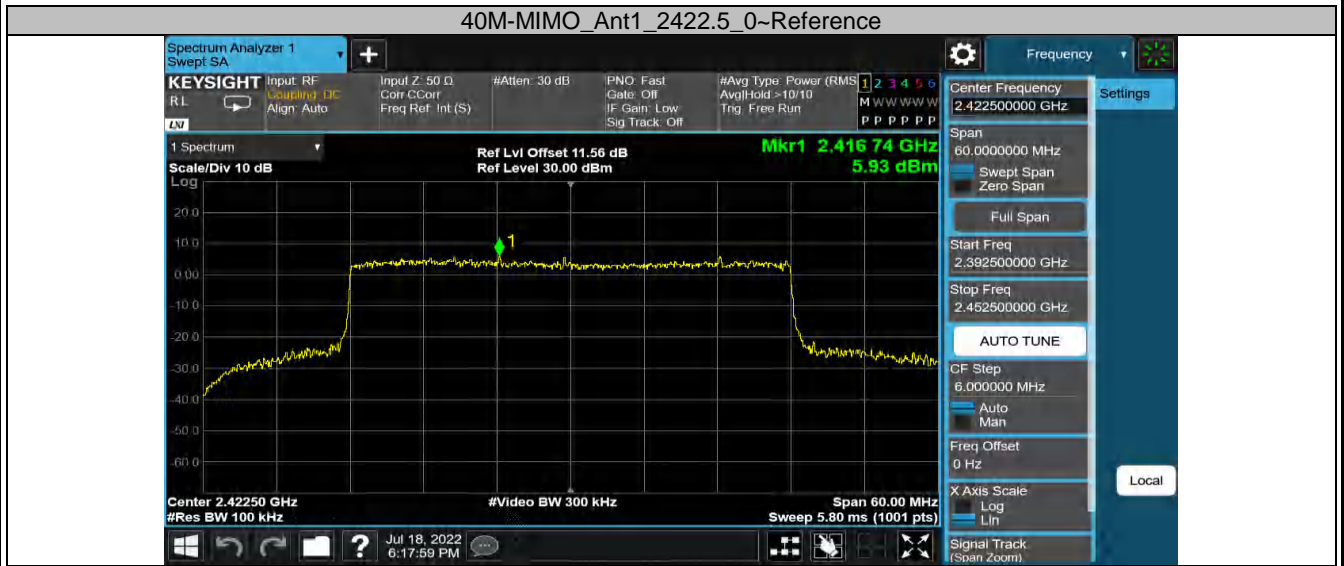 40M-MIMO_Ant1_2422.5_0~Reference
Spectrum Analyzer 1
Swept SA
+
Frequency
KEYSIGHT
RL
LXI
Input: RF
Coupling: DC
Align: Auto
Input Z: 50 Ω
Corr CCorr
Freq Ref: Int (S)
#Atten: 30 dB
PNO: Fast
Gate: Off
IF Gain: Low
Sig Track: Off
#Avg Type: Power (RMS
Avg|Hold >10/10
Trig: Free Run
1 2 3 4 5 6
M W W W W W
P P P P P P
Center Frequency
2.422500000 GHz
Settings
1 Spectrum
Scale/Div 10 dB
Ref Lvl Offset 11.56 dB
Ref Level 30.00 dBm
Mkr1 2.416 74 GHz
5.93 dBm
Span
60.0000000 MHz
Swept Span
Zero Span
Full Span
Start Freq
2.392500000 GHz
Stop Freq
2.452500000 GHz
AUTO TUNE
CF Step
6.000000 MHz
Auto
Man
Freq Offset
0 Hz
X Axis Scale
Log
Lin
Signal Track
(Span Zoom)
Local
Log
20.0
10.0
0.00
-10.0
-20.0
-30.0
-40.0
-50.0
-60.0
1
Center 2.42250 GHz
#Res BW 100 kHz
#Video BW 300 kHz
Span 60.00 MHz
Sweep 5.80 ms (1001 pts)
?
Jul 18, 2022
6:17:59 PM